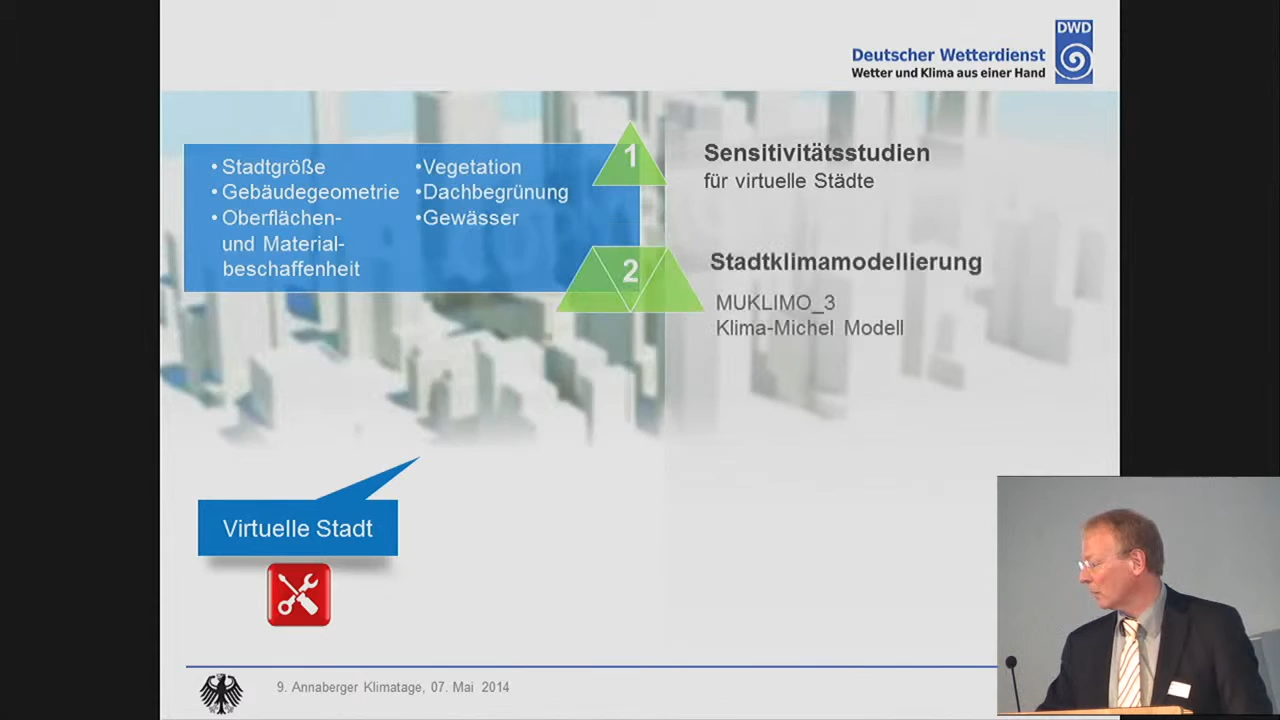 DWD
Deutscher Wetterdienst
Wetter und Klima aus einer Hand
• Stadtgröße
• Gebäudegeometrie
• Oberflächen-
und Material-
beschaffenheit
•Vegetation
•Dachbegrünung
•Gewässer
1
Sensitivitätsstudien
für virtuelle Städte
2
Stadtklimamodellierung
MUKLIMO_3
Klima-Michel Modell
Virtuelle Stadt
9. Annaberger Klimatage, 07. Mai 2014